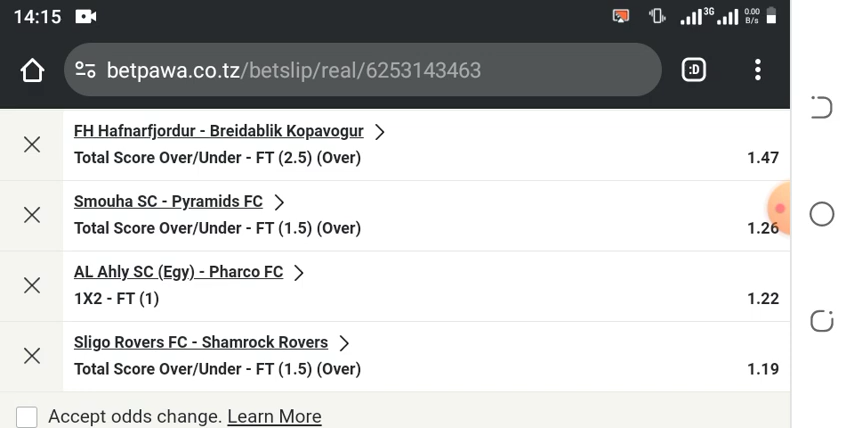 14:15
3G
0.00
B/s
betpawa.co.tz/betslip/real/6253143463
:D
FH Hafnarfjordur - Breidablik Kopavogur
Total Score Over/Under - FT (2.5) (Over) 1.47
Smouha SC - Pyramids FC
Total Score Over/Under - FT (1.5) (Over) 1.26
AL Ahly SC (Egy) - Pharco FC
1X2 - FT (1) 1.22
Sligo Rovers FC - Shamrock Rovers
Total Score Over/Under - FT (1.5) (Over) 1.19
Accept odds change. Learn More